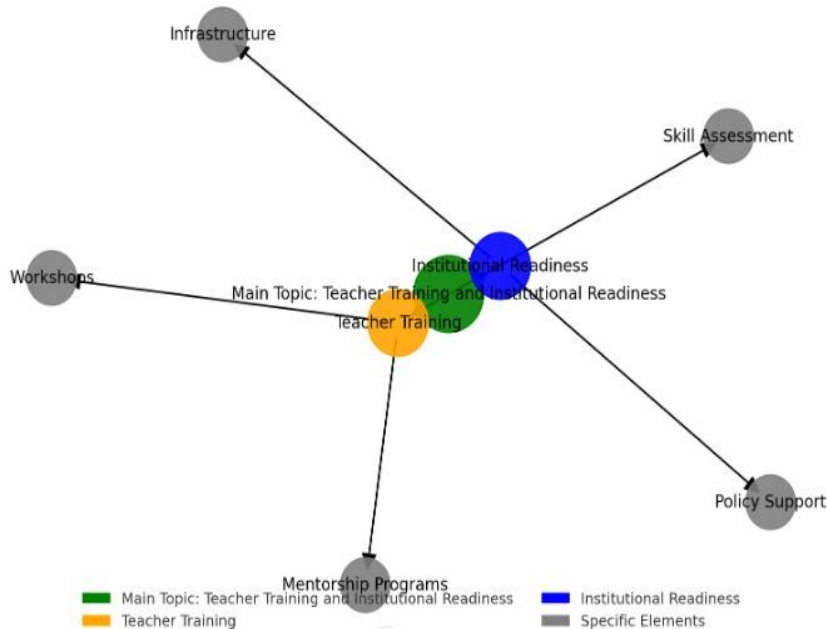 Infrastructure
Skill Assessment
Institutional Readiness
Workshops
Main Topic: Teacher Training and Institutional Readiness
Teacher Training
Policy Support
Mentorship Programs
Main Topic: Teacher Training and Institutional Readiness
Institutional Readiness
Teacher Training
Specific Elements